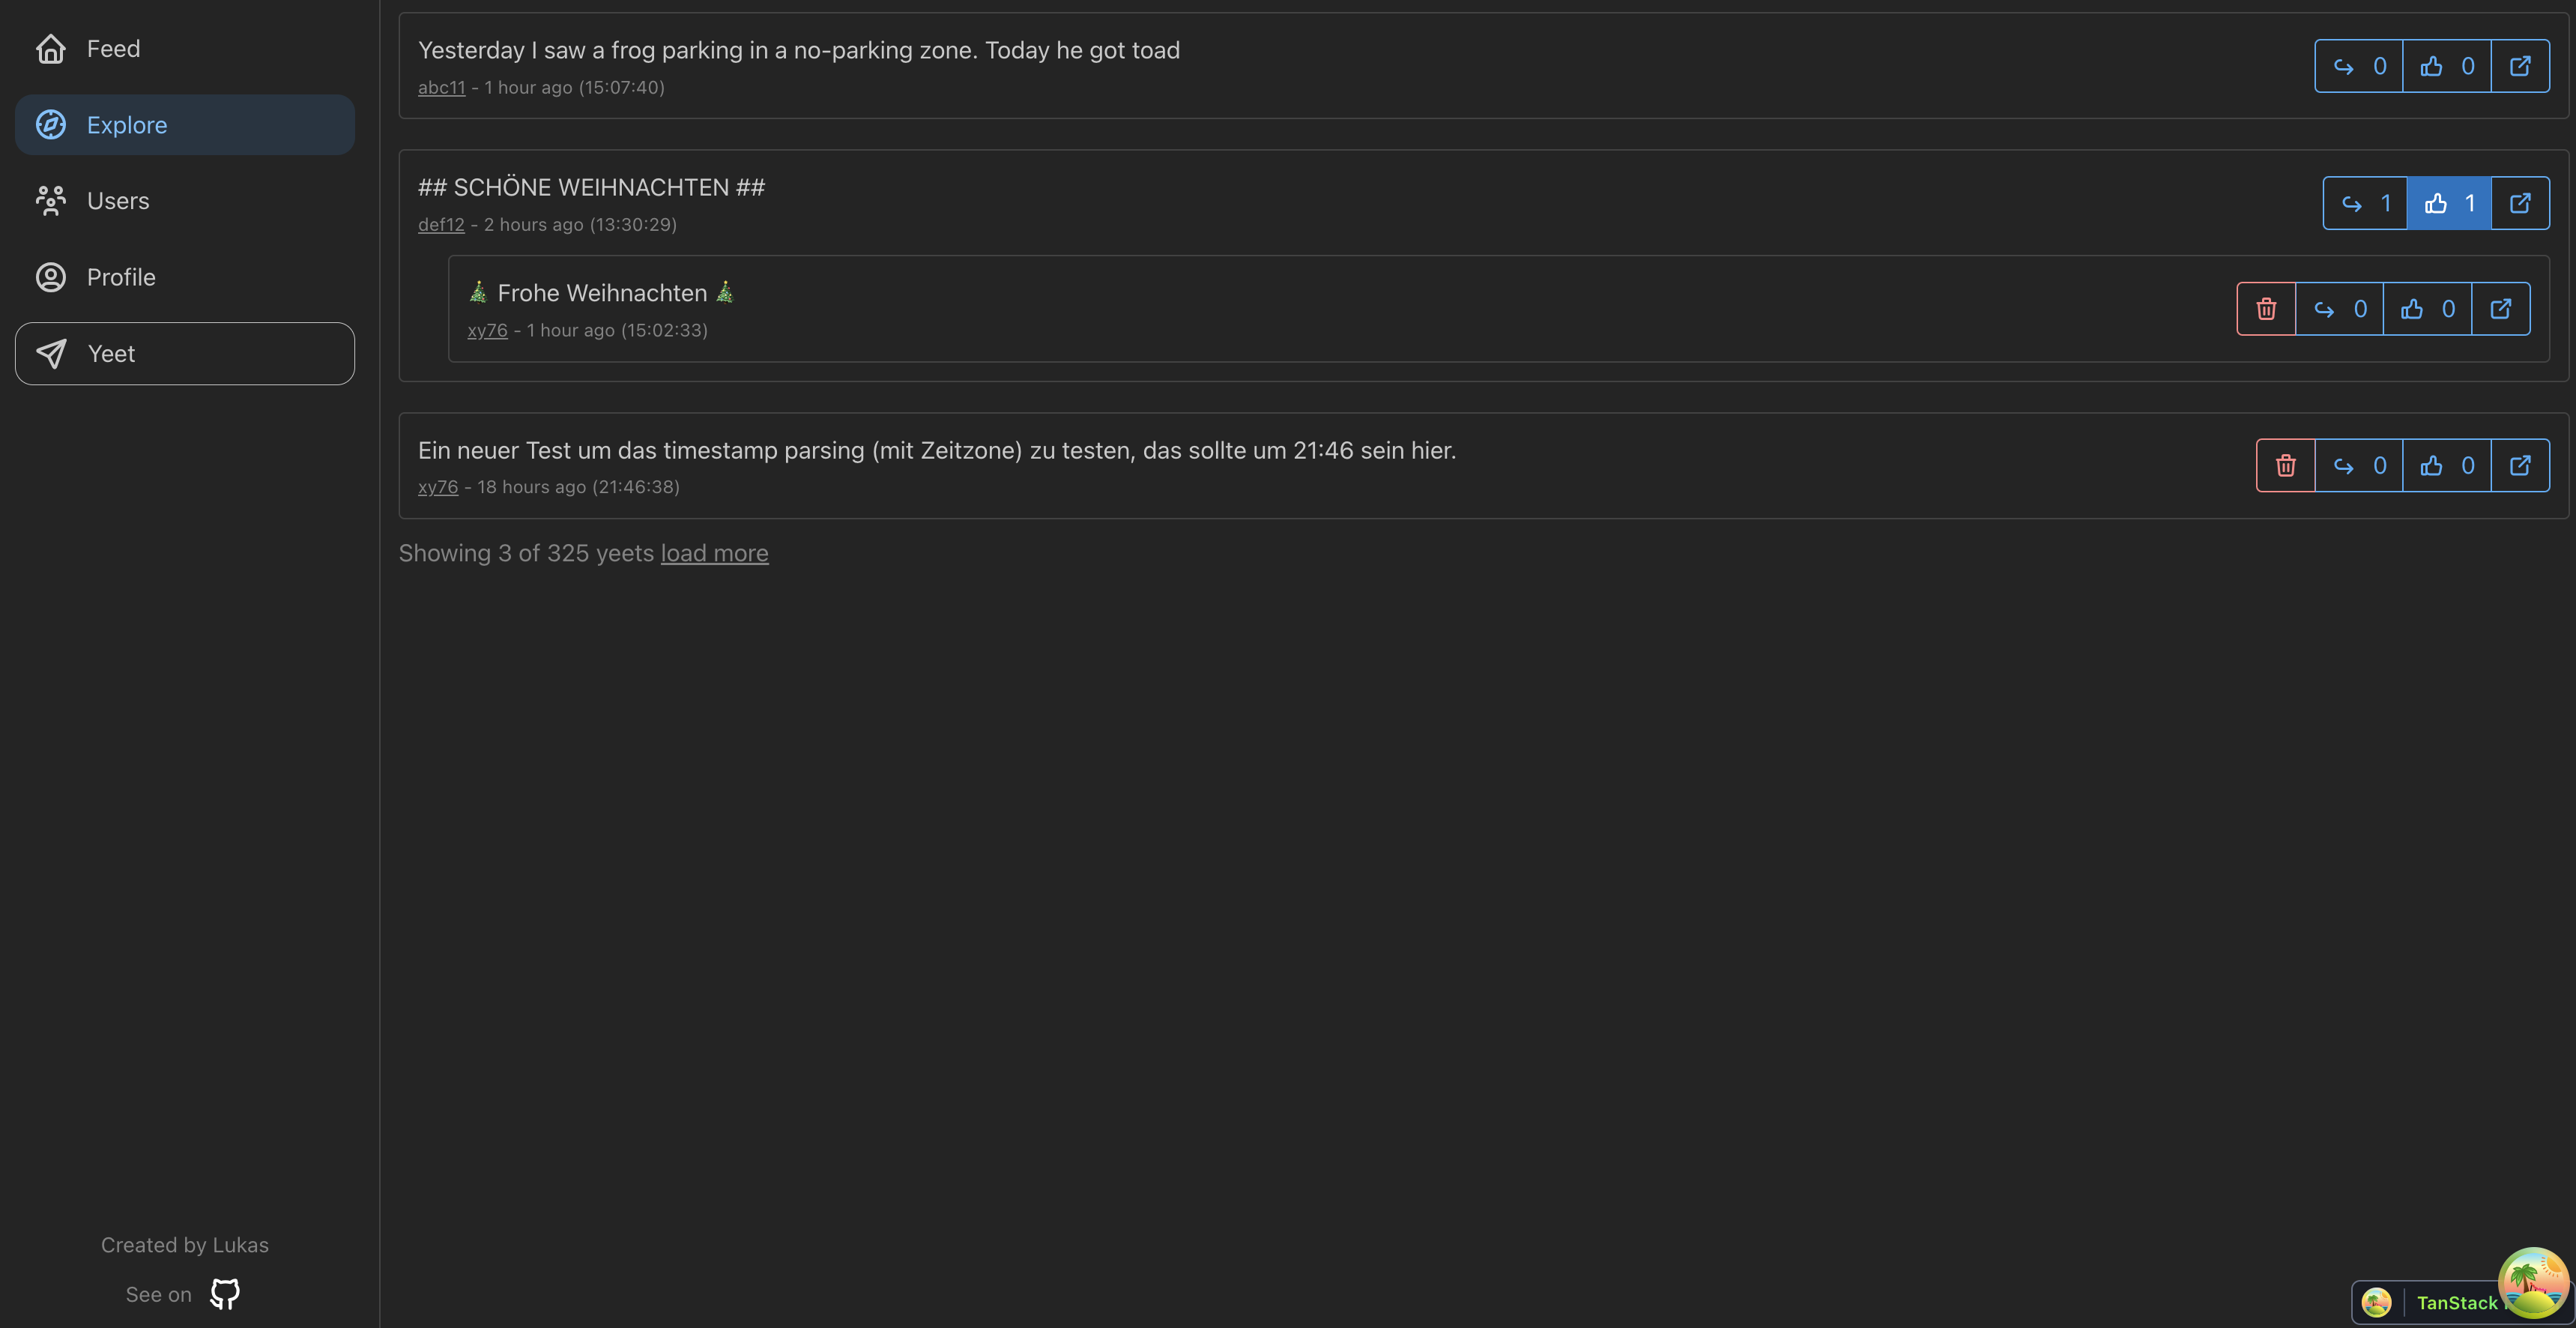 Feed
Explore
Users
Profile
Yeet
Created by Lukas
See on
Yesterday I saw a frog parking in a no-parking zone. Today he got toad
abc11 - 1 hour ago (15:07:40)
0 0
## SCHÖNE WEIHNACHTEN ##
def12 - 2 hours ago (13:30:29)
1 1
🎄 Frohe Weihnachten 🎄
xy76 - 1 hour ago (15:02:33)
0 0
Ein neuer Test um das timestamp parsing (mit Zeitzone) zu testen, das sollte um 21:46 sein hier.
xy76 - 18 hours ago (21:46:38)
0 0
Showing 3 of 325 yeets load more
TanStack